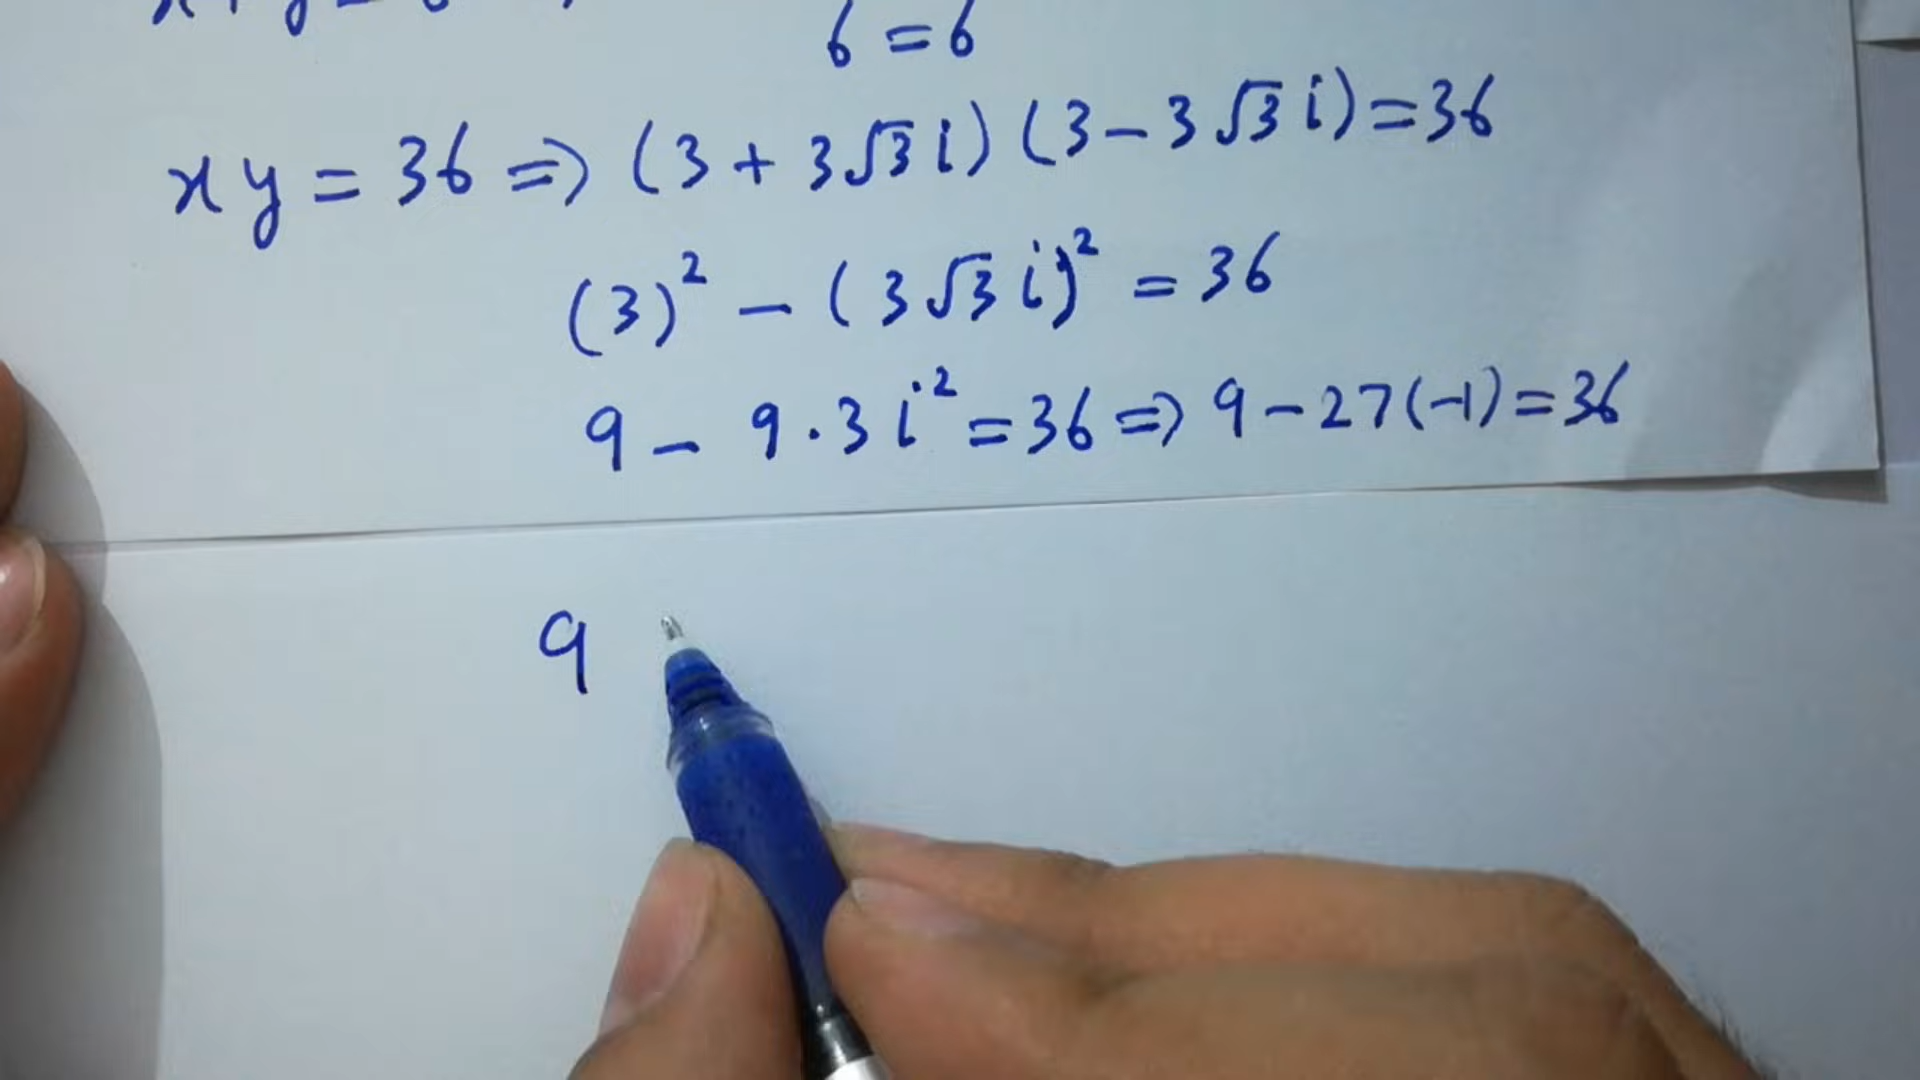 6 = 6
xy = 36 => (3 + 3√3 i) (3 - 3√3 i) = 36
(3)² - (3√3 i)² = 36
9 - 9·3 i² = 36 => 9 - 27(-1) = 36
9